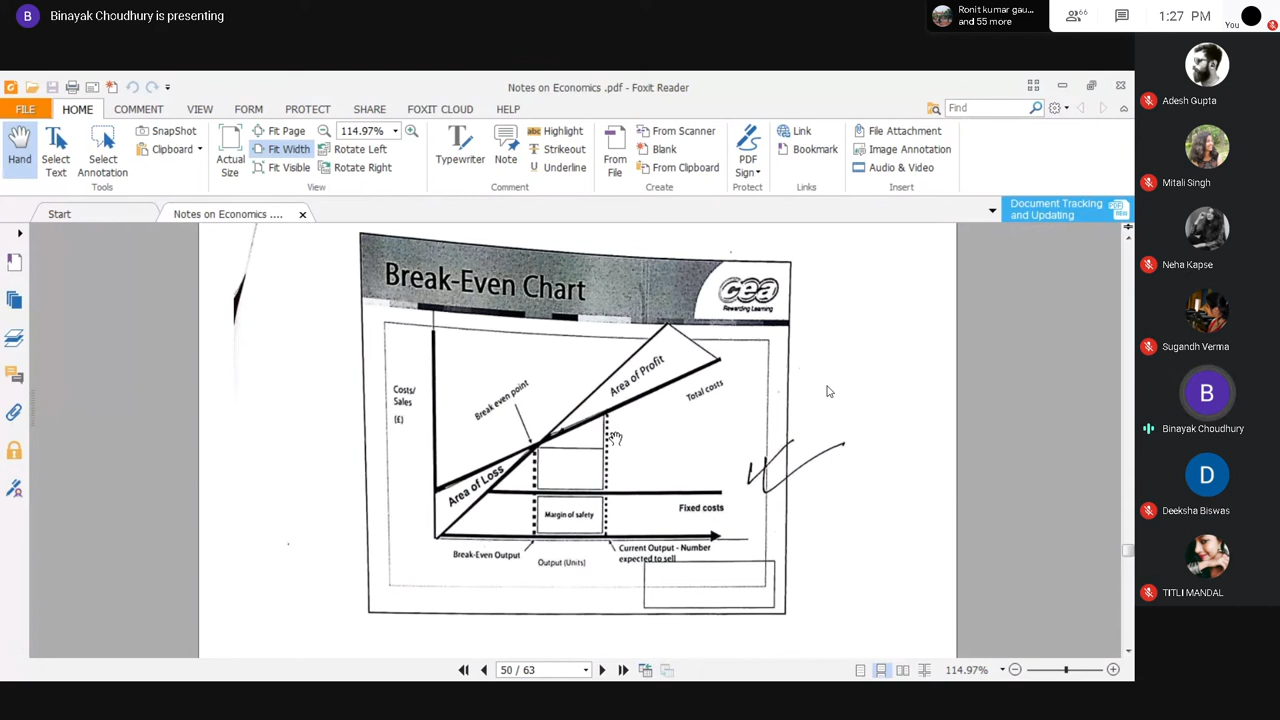 B Binayak Choudhury is presenting
Ronit kumar gau...
and 55 more
66
1:27 PM
You
Notes on Economics .pdf - Foxit Reader
FILE HOME COMMENT VIEW FORM PROTECT SHARE FOXIT CLOUD HELP
Find
Hand
Select
Text
Select
Annotation
SnapShot
Clipboard
Tools
Actual
Size
Fit Page
Fit Width
Fit Visible
114.97%
Rotate Left
Rotate Right
View
Typewriter
Note
Highlight
Strikeout
Underline
Comment
From
File
From Scanner
Blank
From Clipboard
Create
PDF
Sign
Protect
Link
Bookmark
Links
File Attachment
Image Annotation
Audio & Video
Insert
Start
Notes on Economics ....
Document Tracking
and Updating
Break-Even Chart
cea
Rewarding Learning
Costs/
Sales
(£)
Break even point
Area of Profit
Total costs
Area of Loss
Fixed costs
Margin of safety
Break-Even Output
Output (Units)
Current Output - Number
expected to sell
50 / 63
114.97%
Adesh Gupta
Mitali Singh
Neha Kapse
Sugandh Verma
B
Binayak Choudhury
D
Deeksha Biswas
TITLI MANDAL